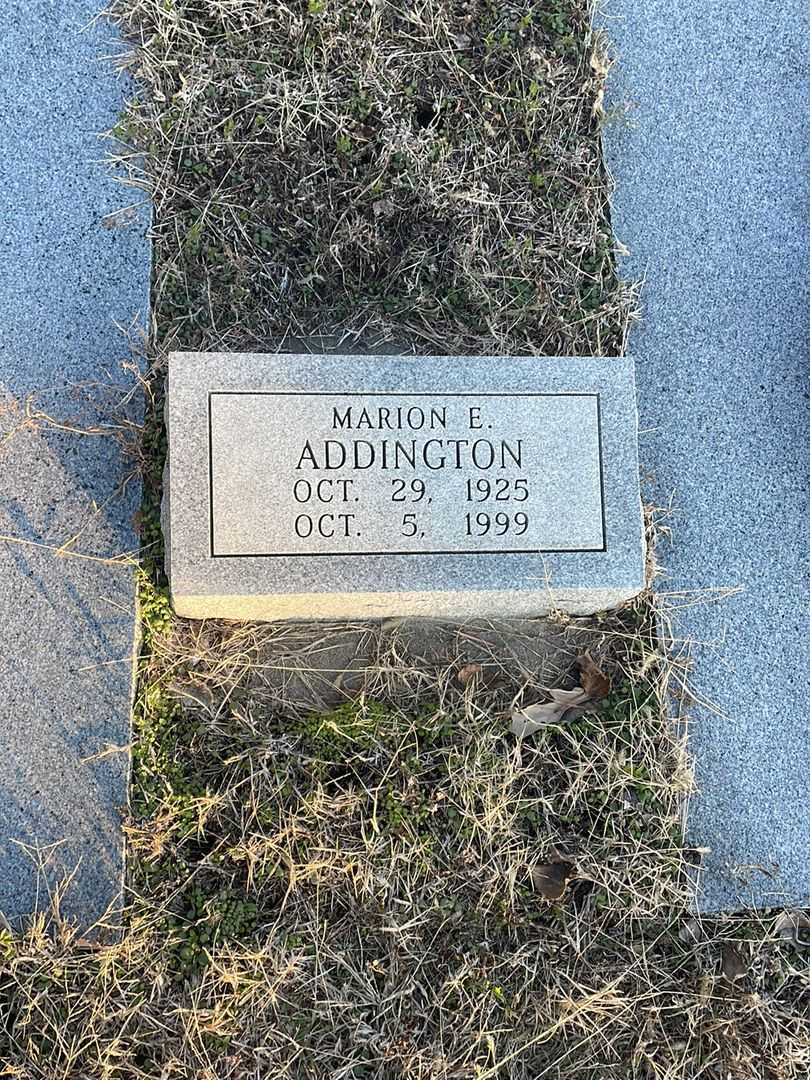 MARION E.
ADDINGTON
OCT. 29, 1925
OCT. 5, 1999